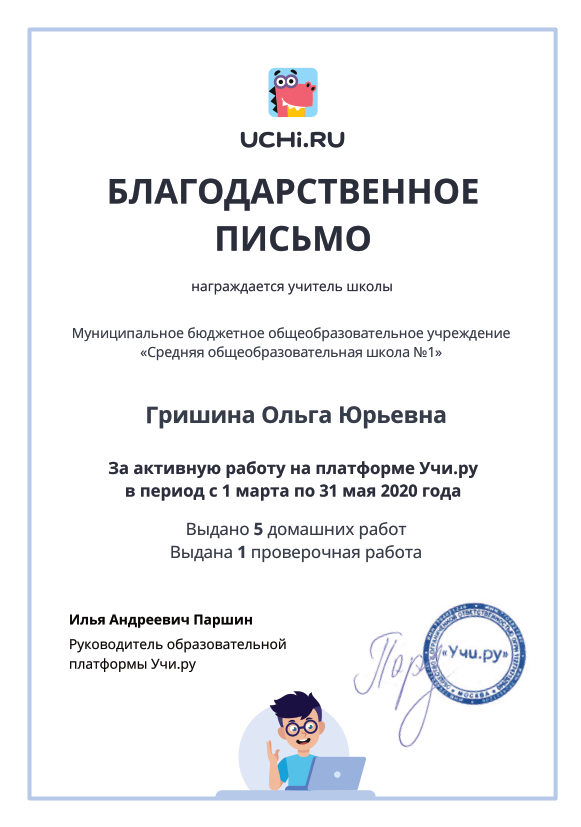 UCHi.RU
БЛАГОДАРСТВЕННОЕ
ПИСЬМО
награждается учитель школы
Муниципальное бюджетное общеобразовательное учреждение
«Средняя общеобразовательная школа №1»
Гришина Ольга Юрьевна
За активную работу на платформе Учи.ру
в период с 1 марта по 31 мая 2020 года
Выдано 5 домашних работ
Выдана 1 проверочная работа
Илья Андреевич Паршин
Руководитель образовательной
платформы Учи.ру
«Учи.ру»
МОСКВА